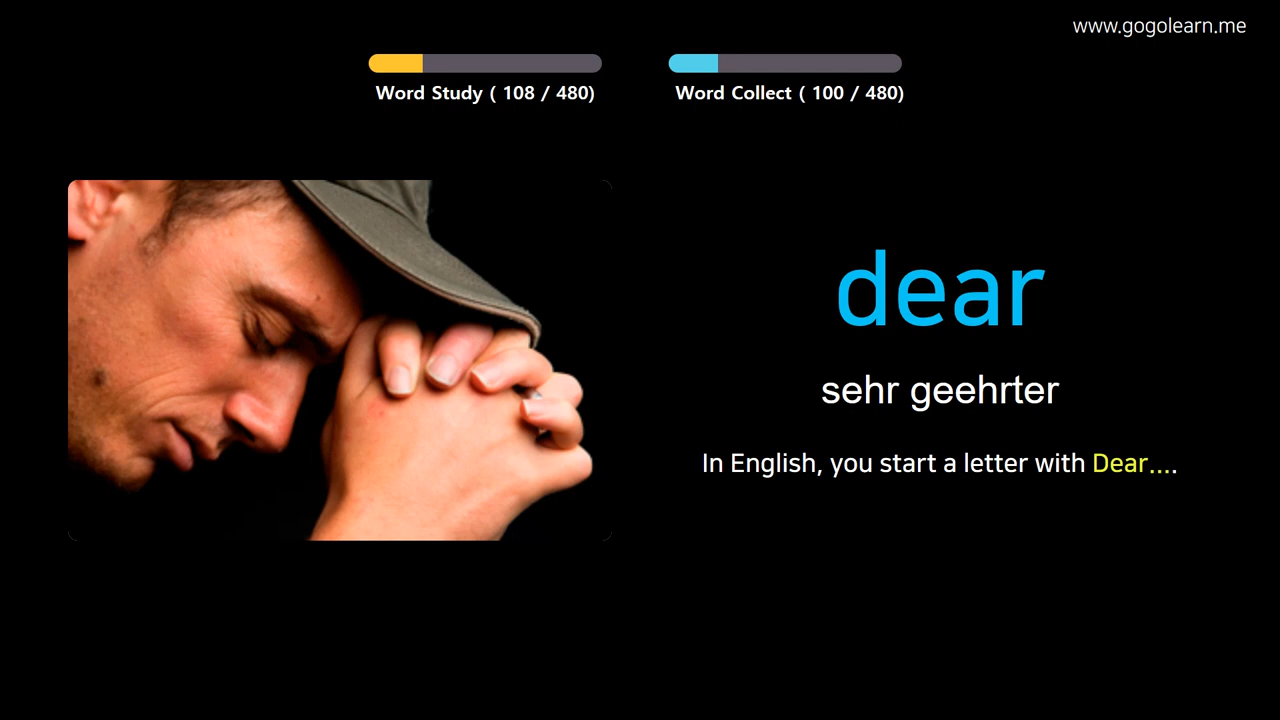 www.gogolearn.me
Word Study ( 108 / 480)
Word Collect ( 100 / 480)
dear
sehr geehrter
In English, you start a letter with Dear....